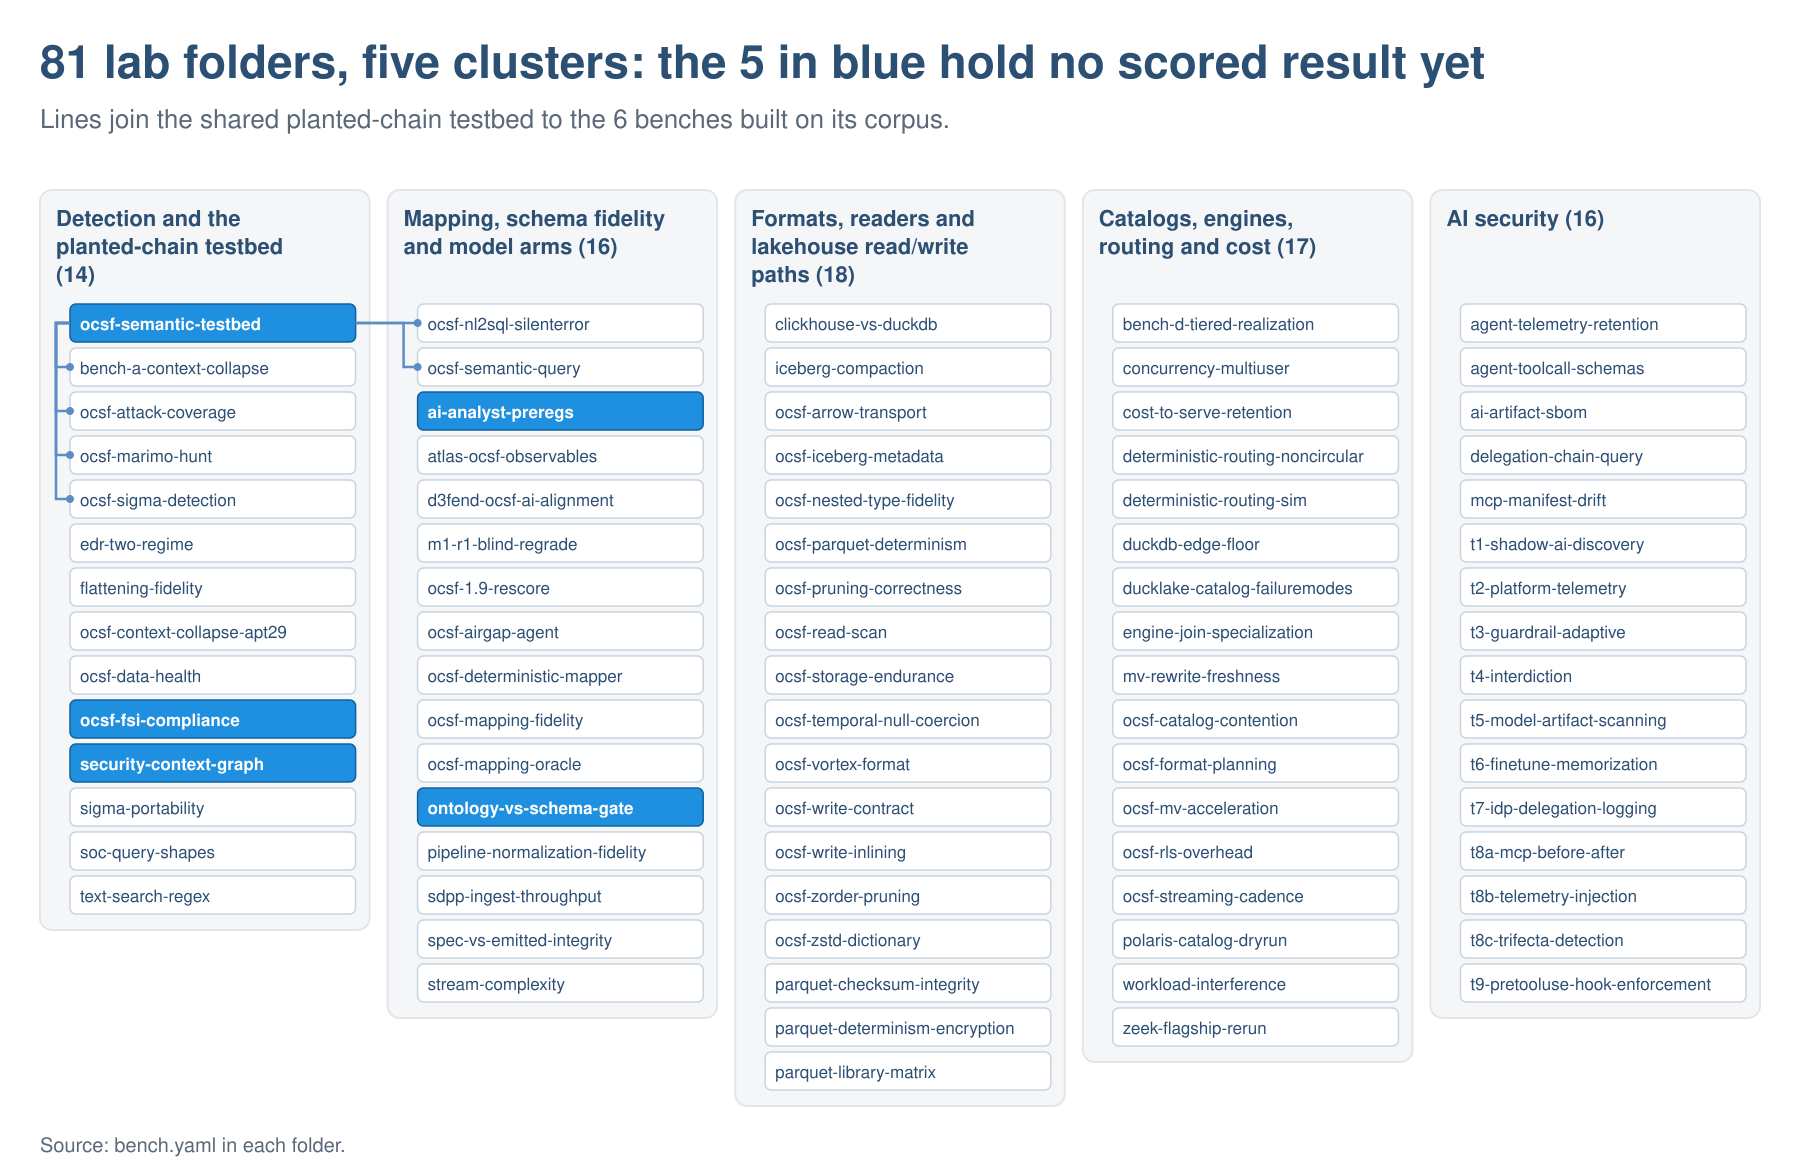 81 lab folders, five clusters: the 5 in blue hold no scored result yet
Lines join the shared planted-chain testbed to the 6 benches built on its corpus.
Detection and the
planted-chain testbed
(14)
ocsf-semantic-testbed
bench-a-context-collapse
ocsf-attack-coverage
ocsf-marimo-hunt
ocsf-sigma-detection
edr-two-regime
flattening-fidelity
ocsf-context-collapse-apt29
ocsf-data-health
ocsf-fsi-compliance
security-context-graph
sigma-portability
soc-query-shapes
text-search-regex
Mapping, schema fidelity
and model arms (16)
ocsf-nl2sql-silenterror
ocsf-semantic-query
ai-analyst-preregs
atlas-ocsf-observables
d3fend-ocsf-ai-alignment
m1-r1-blind-regrade
ocsf-1.9-rescore
ocsf-airgap-agent
ocsf-deterministic-mapper
ocsf-mapping-fidelity
ocsf-mapping-oracle
ontology-vs-schema-gate
pipeline-normalization-fidelity
sdpp-ingest-throughput
spec-vs-emitted-integrity
stream-complexity
Formats, readers and
lakehouse read/write
paths (18)
clickhouse-vs-duckdb
iceberg-compaction
ocsf-arrow-transport
ocsf-iceberg-metadata
ocsf-nested-type-fidelity
ocsf-parquet-determinism
ocsf-pruning-correctness
ocsf-read-scan
ocsf-storage-endurance
ocsf-temporal-null-coercion
ocsf-vortex-format
ocsf-write-contract
ocsf-write-inlining
ocsf-zorder-pruning
ocsf-zstd-dictionary
parquet-checksum-integrity
parquet-determinism-encryption
parquet-library-matrix
Catalogs, engines,
routing and cost (17)
bench-d-tiered-realization
concurrency-multiuser
cost-to-serve-retention
deterministic-routing-noncircular
deterministic-routing-sim
duckdb-edge-floor
ducklake-catalog-failuremodes
engine-join-specialization
mv-rewrite-freshness
ocsf-catalog-contention
ocsf-format-planning
ocsf-mv-acceleration
ocsf-rls-overhead
ocsf-streaming-cadence
polaris-catalog-dryrun
workload-interference
zeek-flagship-rerun
AI security (16)
agent-telemetry-retention
agent-toolcall-schemas
ai-artifact-sbom
delegation-chain-query
mcp-manifest-drift
t1-shadow-ai-discovery
t2-platform-telemetry
t3-guardrail-adaptive
t4-interdiction
t5-model-artifact-scanning
t6-finetune-memorization
t7-idp-delegation-logging
t8a-mcp-before-after
t8b-telemetry-injection
t8c-trifecta-detection
t9-pretooluse-hook-enforcement
Source: bench.yaml in each folder.